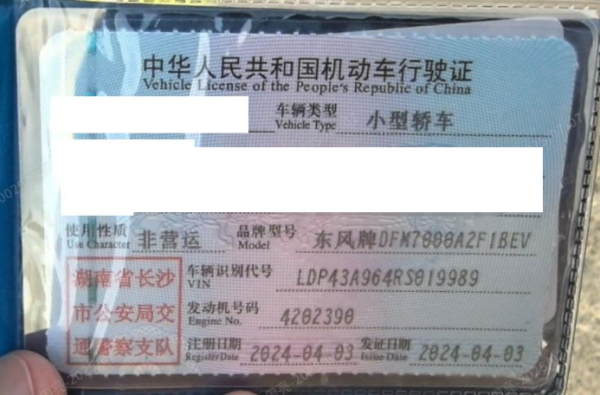 中华人民共和国机动车行驶证
Vehicle License of the People's Republic of China
车辆类型 小型轿车
Vehicle Type
使用性质 非营运 品牌型号 东风牌DFM7000A2F1BEV
Use Character Model
湖南省长沙 车辆识别代号 LDP43A964RS019989
VIN
市公安局交 发动机号码 4202390
Engine No.
通警察支队 注册日期 2024-04-03 发证日期 2024-04-03
Register Date Issue Date